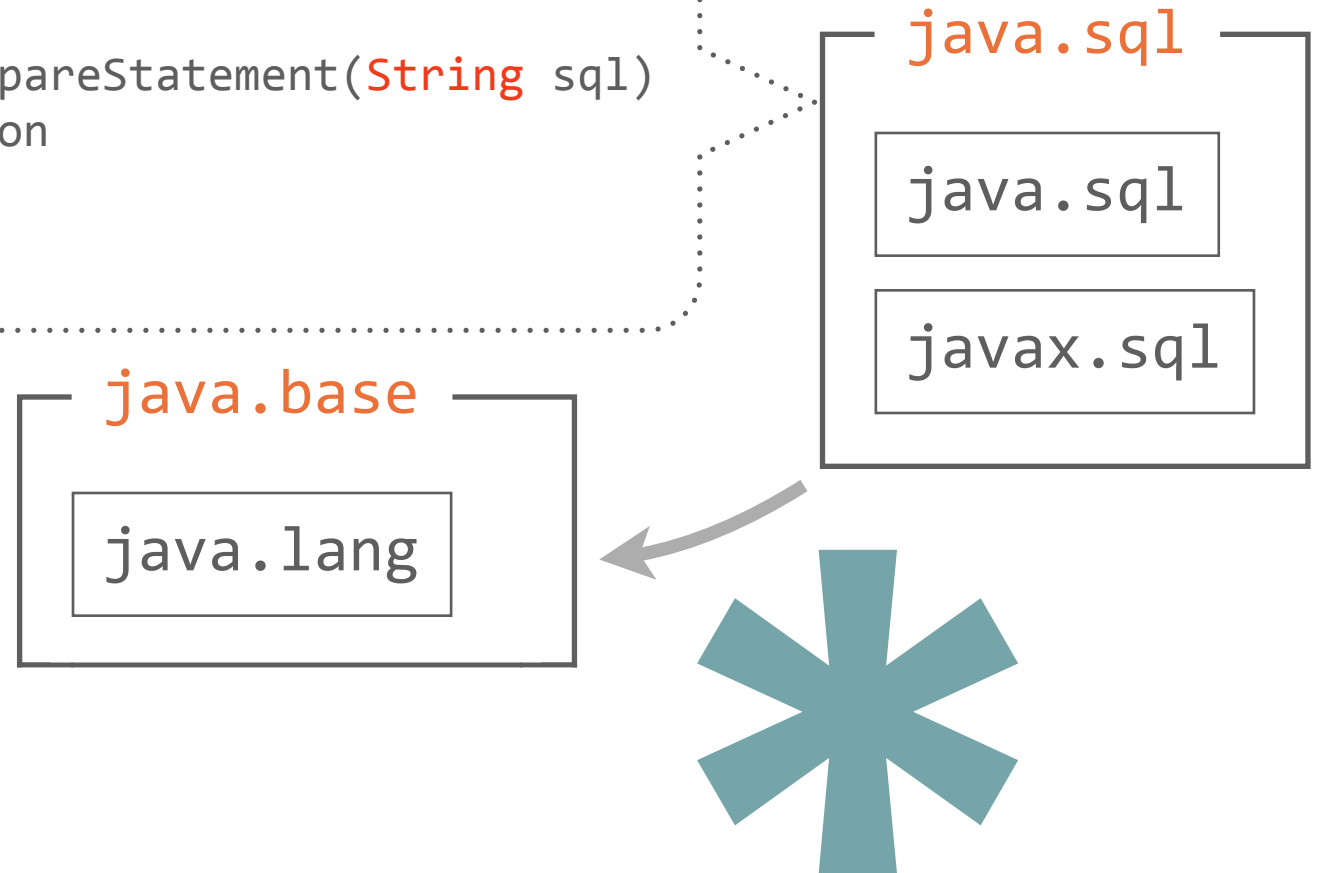 java.sql
pareStatement(String sql)
on
java.sql
javax.sql
java.base
java.lang